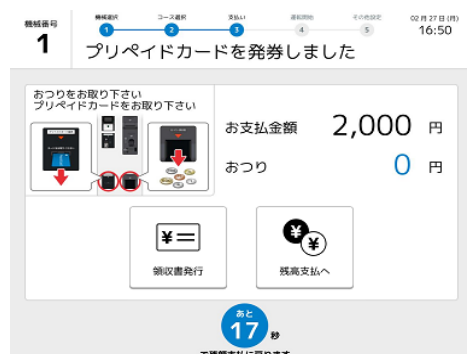 機械番号
1
機械選択
1
コース選択
2
支払い
3
運転開始
4
その他設定
5
02月27日(月)
16:50
プリペイドカードを発券しました
おつりをお取り下さい
プリペイドカードをお取り下さい
お支払金額 2,000 円
おつり 0 円
領収書発行
残高支払へ
あと
17 秒